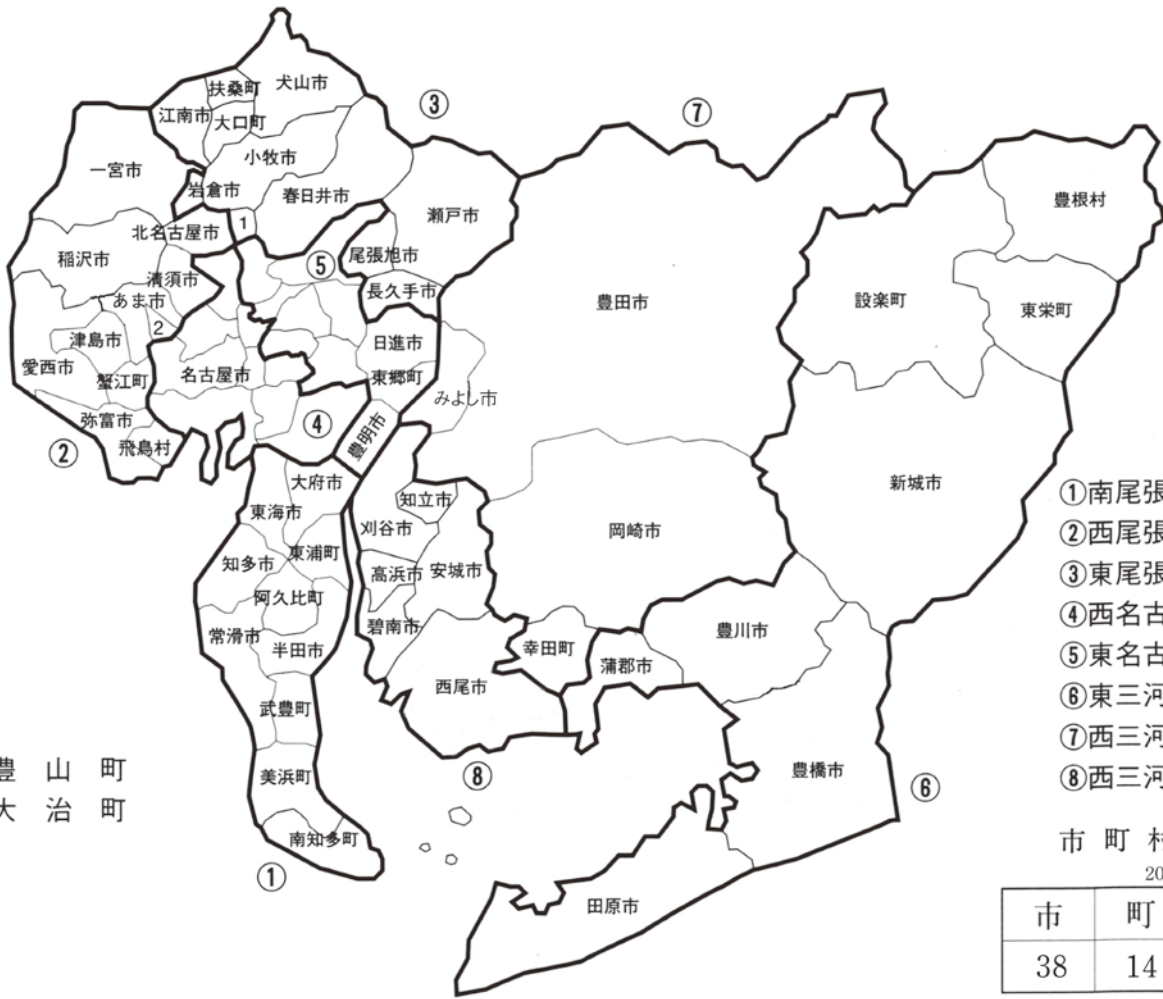 扶桑町
犬山市
③
⑦
江南市
大口町
一宮市
小牧市
豊根村
岩倉市
春日井市
瀬戸市
1
北名古屋市
尾張旭市
稲沢市
⑤
清須市
長久手市
豊田市
設楽町
東栄町
あま市
2
津島市
日進市
愛西市
蟹江町
名古屋市
東郷町
みよし市
弥富市
④
豊明市
②
飛島村
大府市
新城市
知立市
東海市
刈谷市
岡崎市
東浦町
知多市
高浜市
安城市
阿久比町
碧南市
豊川市
常滑市
半田市
幸田町
蒲郡市
西尾市
武豊町
豊橋市
⑧
⑥
美浜町
南知多町
①
田原市
豊山町
大治町
①南尾張
②西尾張
③東尾張
④西名古
⑤東名古
⑥東三河
⑦西三河
⑧西三河
市町村
20
市 町
38 14